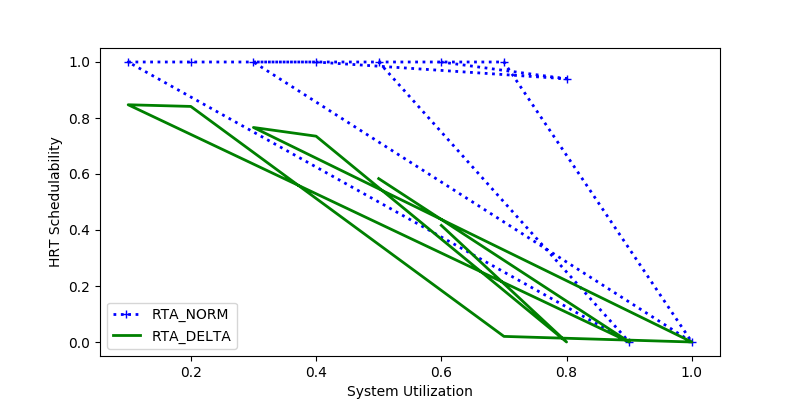 1.0
0.8
0.6
0.4
0.2
0.0
HRT Schedulability
RTA_NORM
RTA_DELTA
0.2 0.4 0.6 0.8 1.0
System Utilization